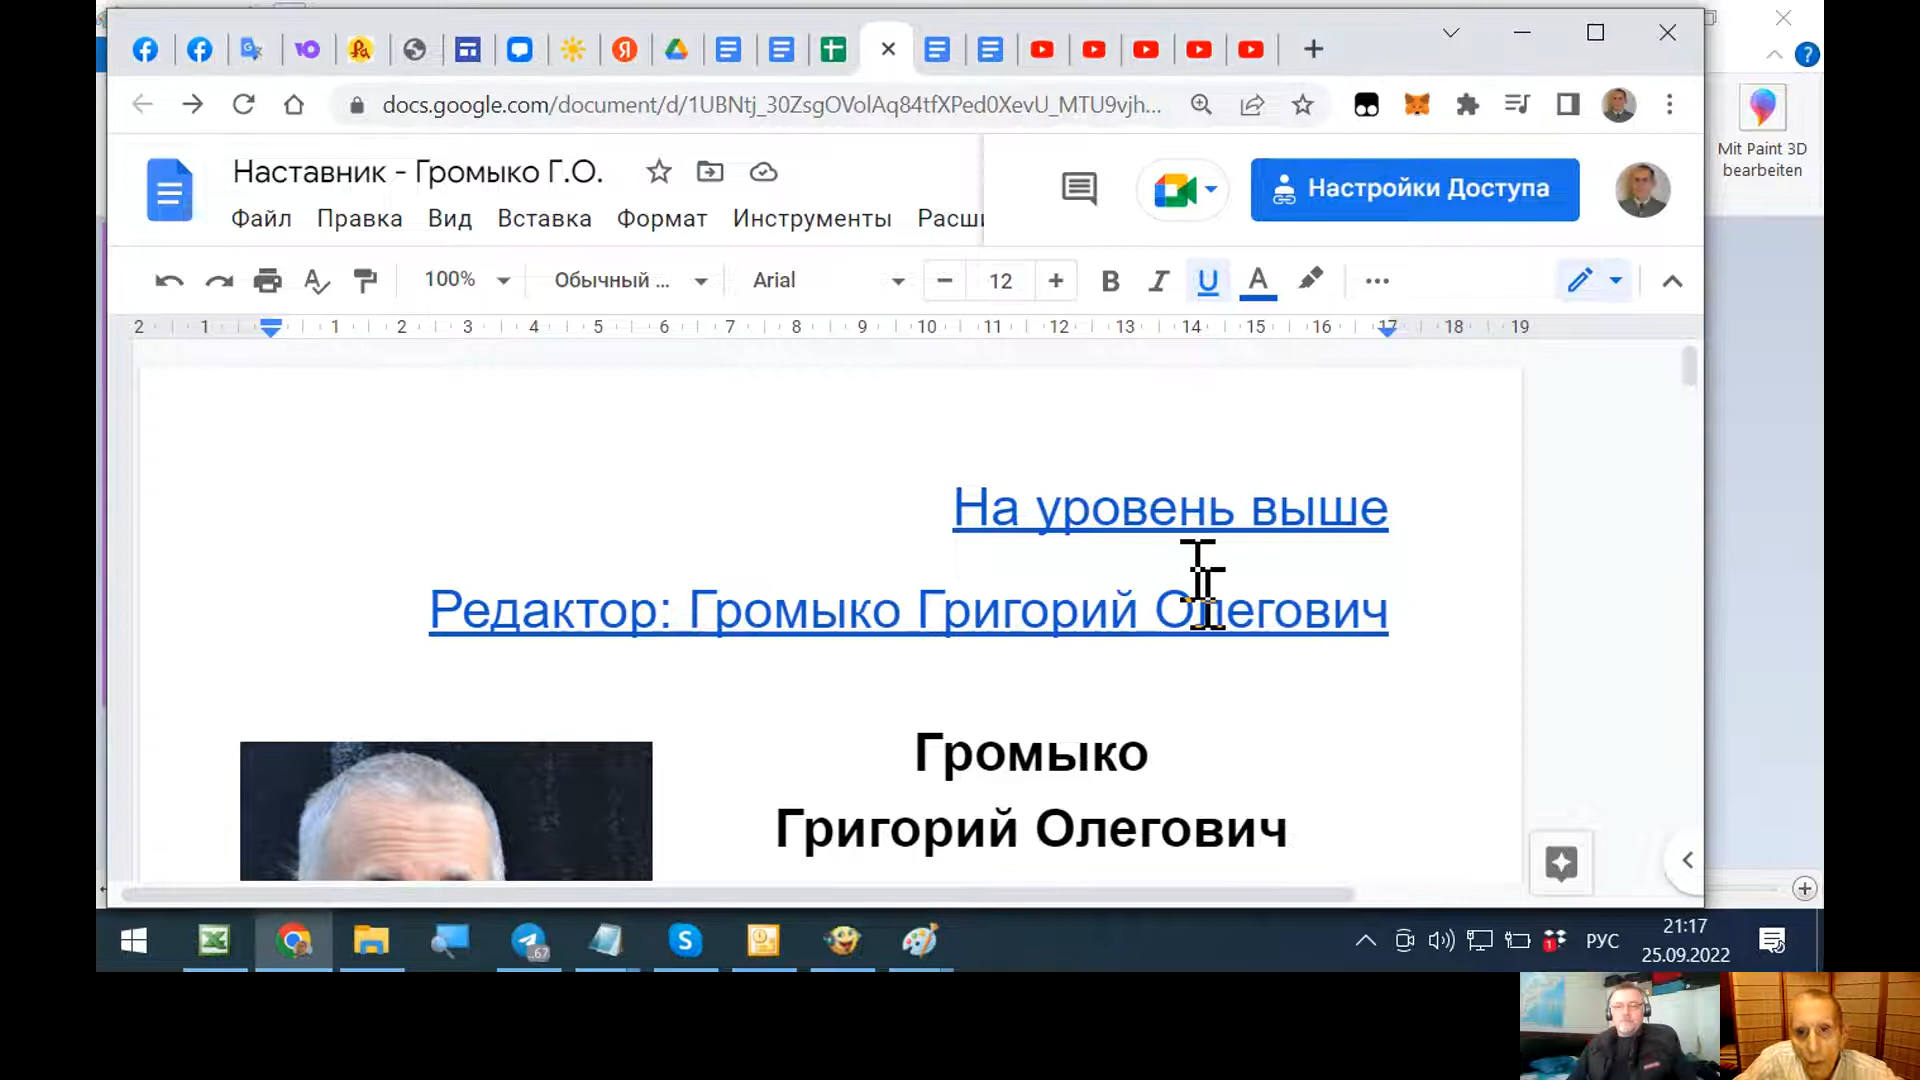 docs.google.com/document/d/1UBNtj_30ZsgOVolAq84tfXPed0XevU_MTU9vjh...
Mit Paint 3D
bearbeiten
Наставник - Громыко Г.О.
Настройки Доступа
Файл Правка Вид Вставка Формат Инструменты Расши
100% Обычный ... Arial 12 B I U A
2 1 1 2 3 4 5 6 7 8 9 10 11 12 13 14 15 16 17 18 19
На уровень выше
Редактор: Громыко Григорий Олегович
Громыко
Григорий Олегович
67
1
РУС
21:17
25.09.2022